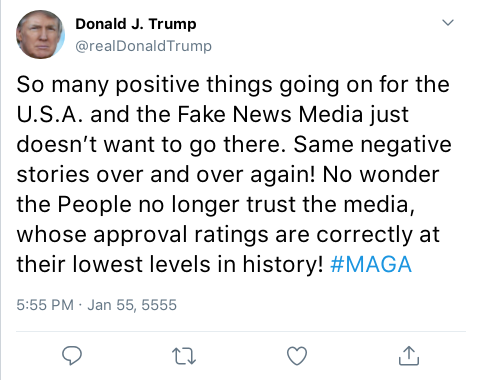 Donald J. Trump
@realDonaldTrump
So many positive things going on for the
U.S.A. and the Fake News Media just
doesn’t want to go there. Same negative
stories over and over again! No wonder
the People no longer trust the media,
whose approval ratings are correctly at
their lowest levels in history! #MAGA
5:55 PM · Jan 55, 5555